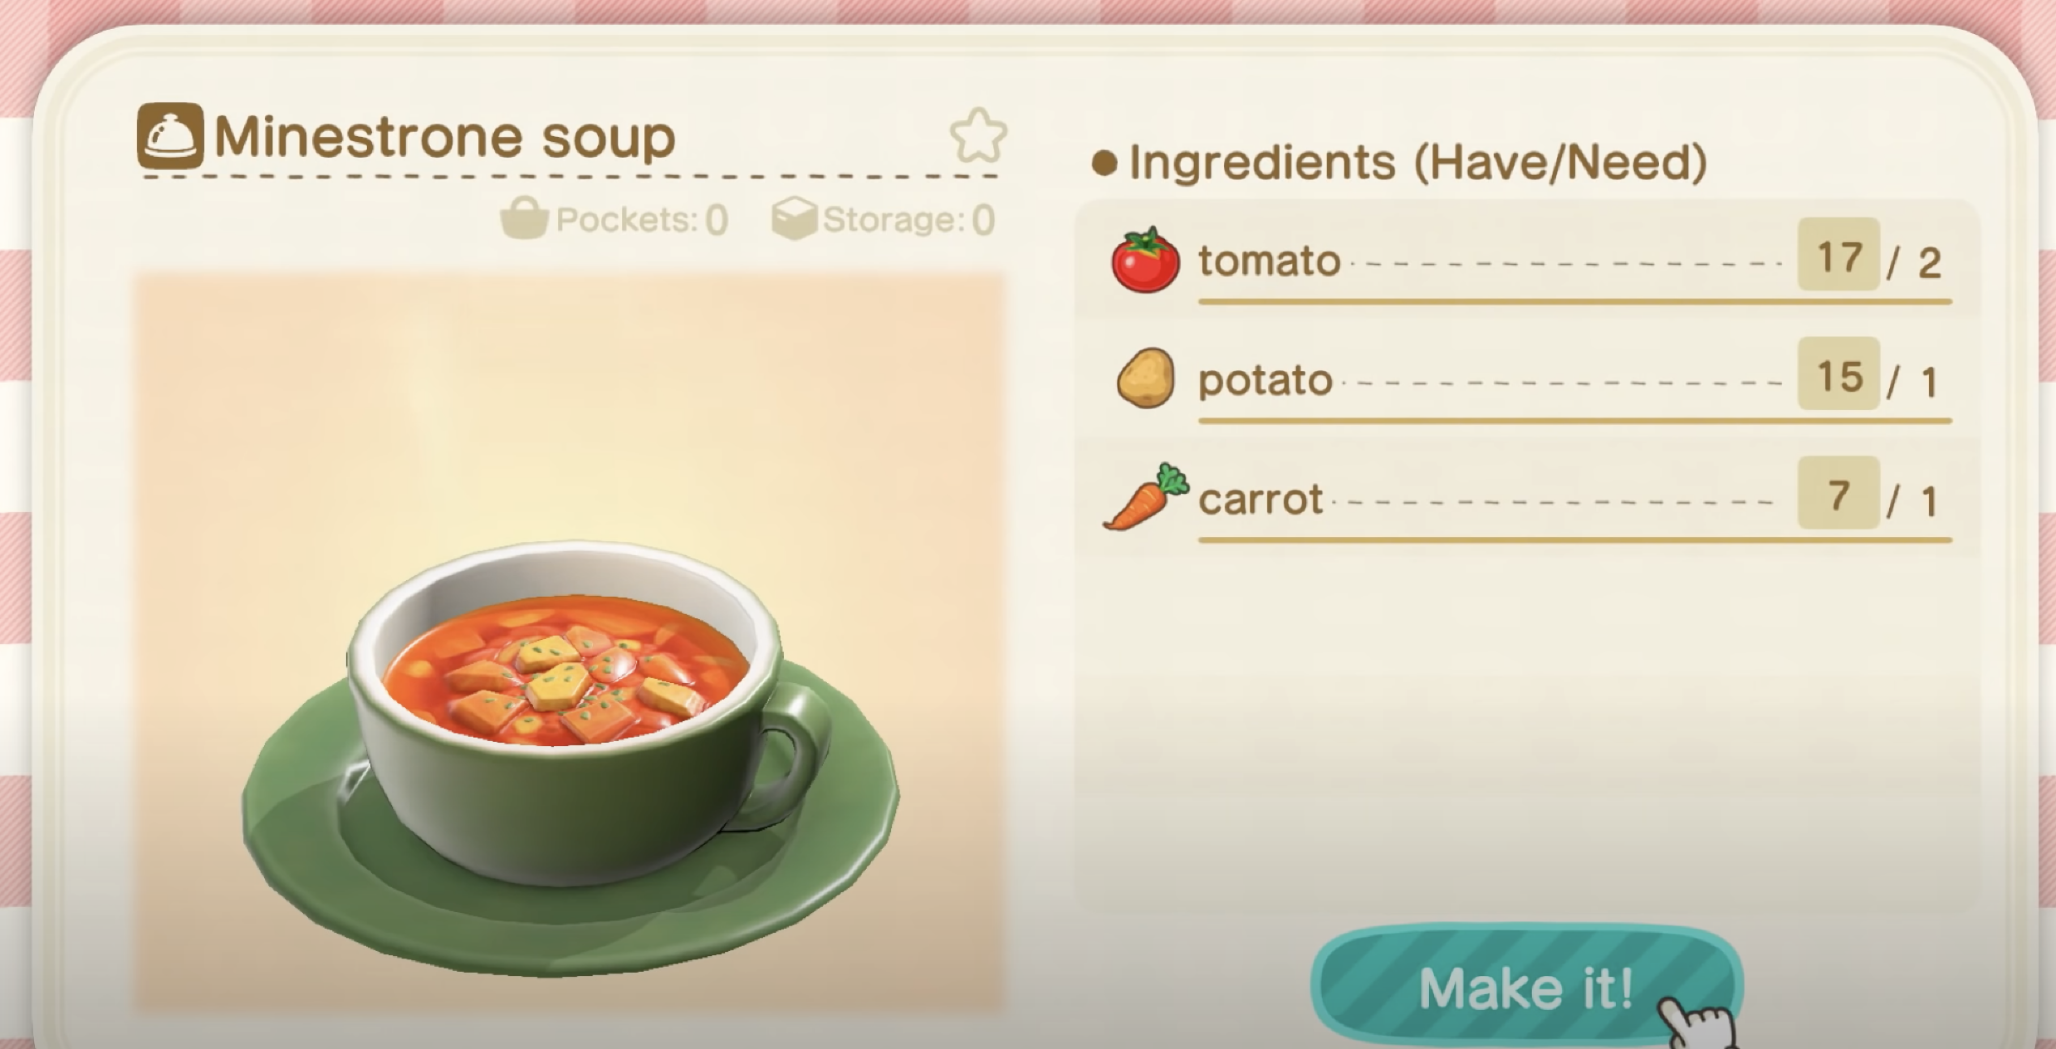 Minestrone soup
Pockets: 0 Storage: 0
Ingredients (Have/Need)
tomato 17 / 2
potato 15 / 1
carrot 7 / 1
Make it!